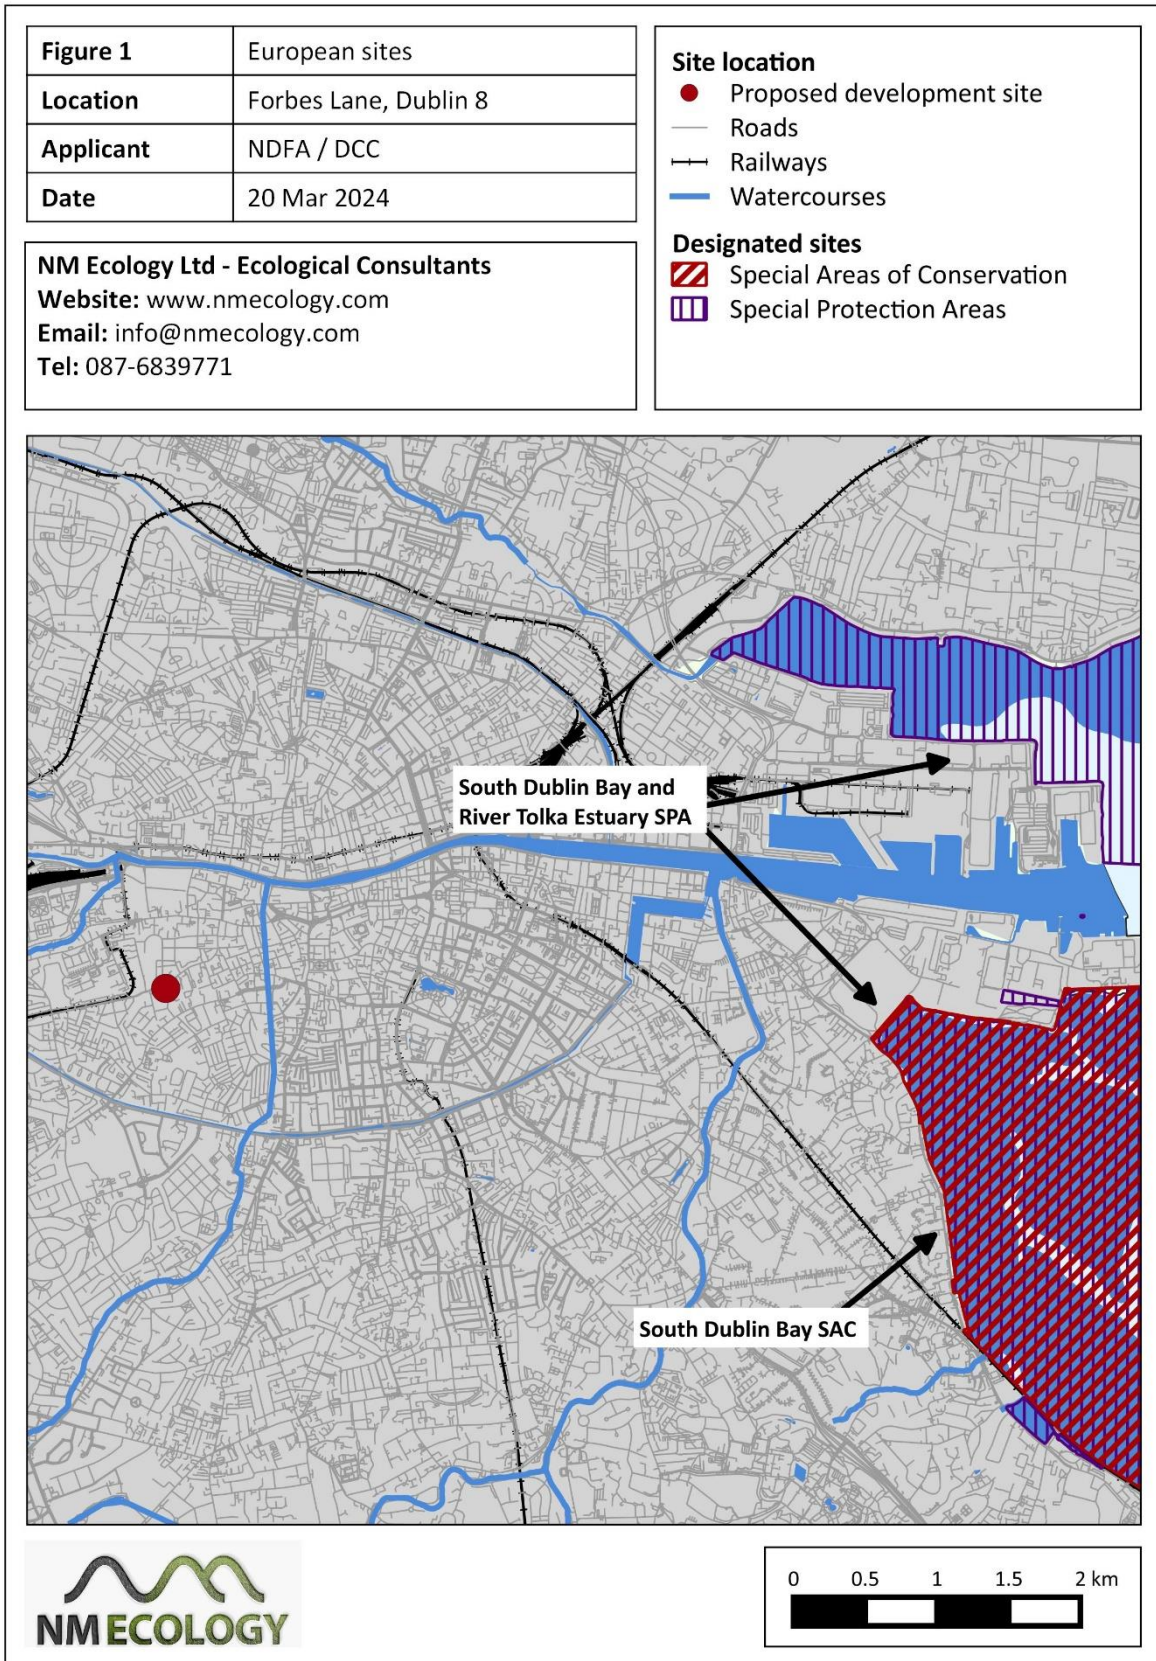 Figure 1 European sites
Location Forbes Lane, Dublin 8
Applicant NDFA / DCC
Date 20 Mar 2024
NM Ecology Ltd - Ecological Consultants
Website: www.nmecology.com
Email: info@nmecology.com
Tel: 087-6839771
Site location
Proposed development site
Roads
Railways
Watercourses
Designated sites
Special Areas of Conservation
Special Protection Areas
South Dublin Bay and
River Tolka Estuary SPA
South Dublin Bay SAC
NM ECOLOGY
0 0.5 1 1.5 2 km